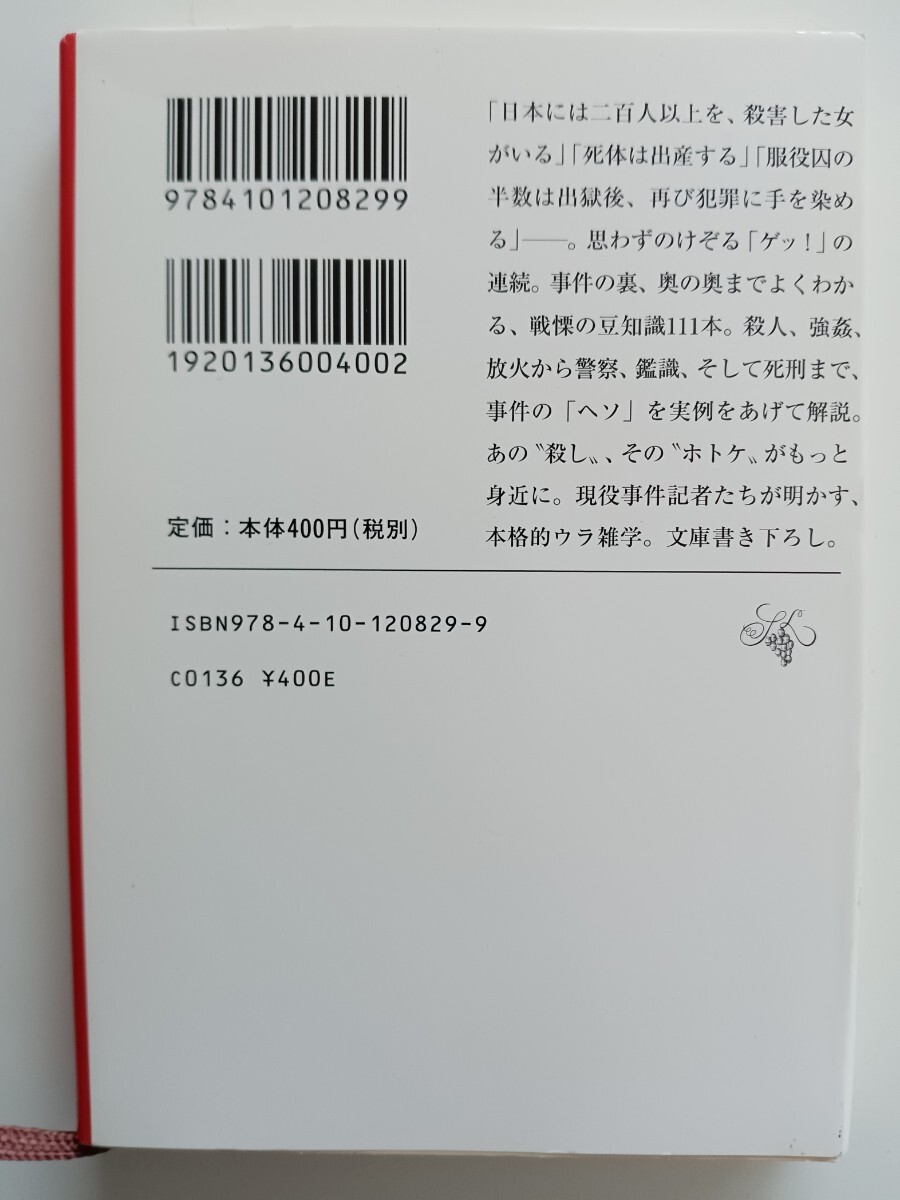 9784101208299
1920136004002
定価：本体400円（税別）
「日本には二百人以上を、殺害した女
がいる」「死体は出産する」「服役囚の
半数は出獄後、再び犯罪に手を染め
る」――。思わずのけぞる「ゲッ！」の
連続。事件の裏、奥の奥までよくわか
る、戦慄の豆知識111本。殺人、強姦、
放火から警察、鑑識、そして死刑まで、
事件の「ヘソ」を実例をあげて解説。
あの〝殺し〟、その〝ホトケ〟がもっと
身近に。現役事件記者たちが明かす、
本格的ウラ雑学。文庫書き下ろし。
ISBN978-4-10-120829-9
C0136 ¥400E